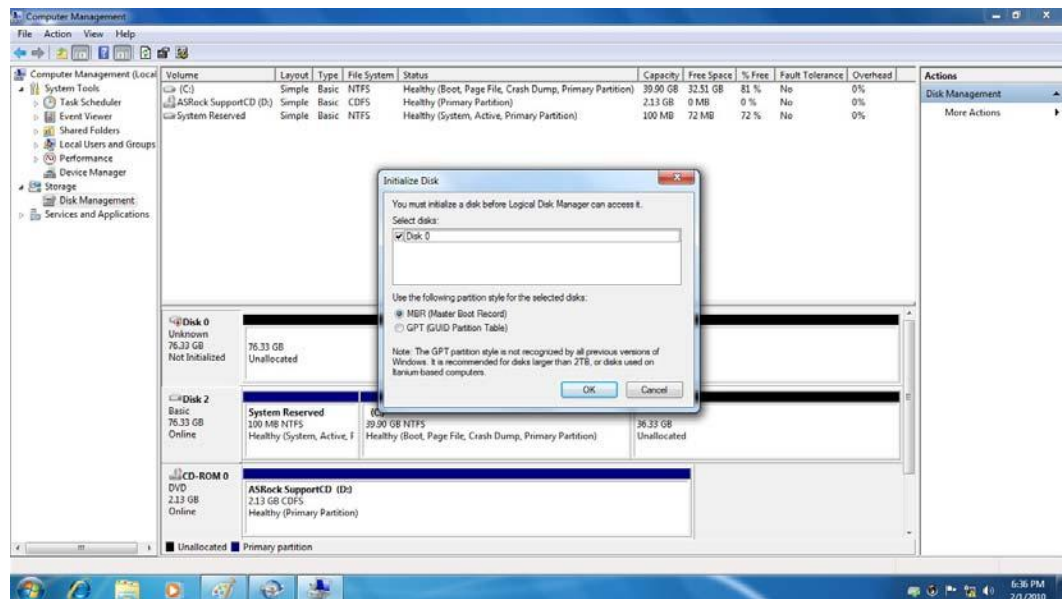 Computer Management
File Action View Help
Computer Management (Local
System Tools
Task Scheduler
Event Viewer
Shared Folders
Local Users and Groups
Performance
Device Manager
Storage
Disk Management
Services and Applications
Volume Layout Type File System Status Capacity Free Space % Free Fault Tolerance Overhead
(C:) Simple Basic NTFS Healthy (Boot, Page File, Crash Dump, Primary Partition) 39.90 GB 32.51 GB 81 % No 0%
ASRock SupportCD (D:) Simple Basic CDFS Healthy (Primary Partition) 2.13 GB 0 MB 0 % No 0%
System Reserved Simple Basic NTFS Healthy (System, Active, Primary Partition) 100 MB 72 MB 72 % No 0%
Actions
Disk Management
More Actions
Initialize Disk
You must initialize a disk before Logical Disk Manager can access it.
Select disks:
Disk 0
Use the following partition style for the selected disks:
MBR (Master Boot Record)
GPT (GUID Partition Table)
Note: The GPT partition style is not recognized by all previous versions of
Windows. It is recommended for disks larger than 2TB, or disks used on
Itanium-based computers.
OK Cancel
Disk 0
Unknown
76.33 GB
Not Initialized
76.33 GB
Unallocated
Disk 2
Basic
76.33 GB
Online
System Reserved
100 MB NTFS
Healthy (System, Active, F
(C:)
39.90 GB NTFS
Healthy (Boot, Page File, Crash Dump, Primary Partition)
36.33 GB
Unallocated
CD-ROM 0
DVD
2.13 GB
Online
ASRock SupportCD (D:)
2.13 GB CDFS
Healthy (Primary Partition)
Unallocated Primary partition
6:36 PM
2/1/2010